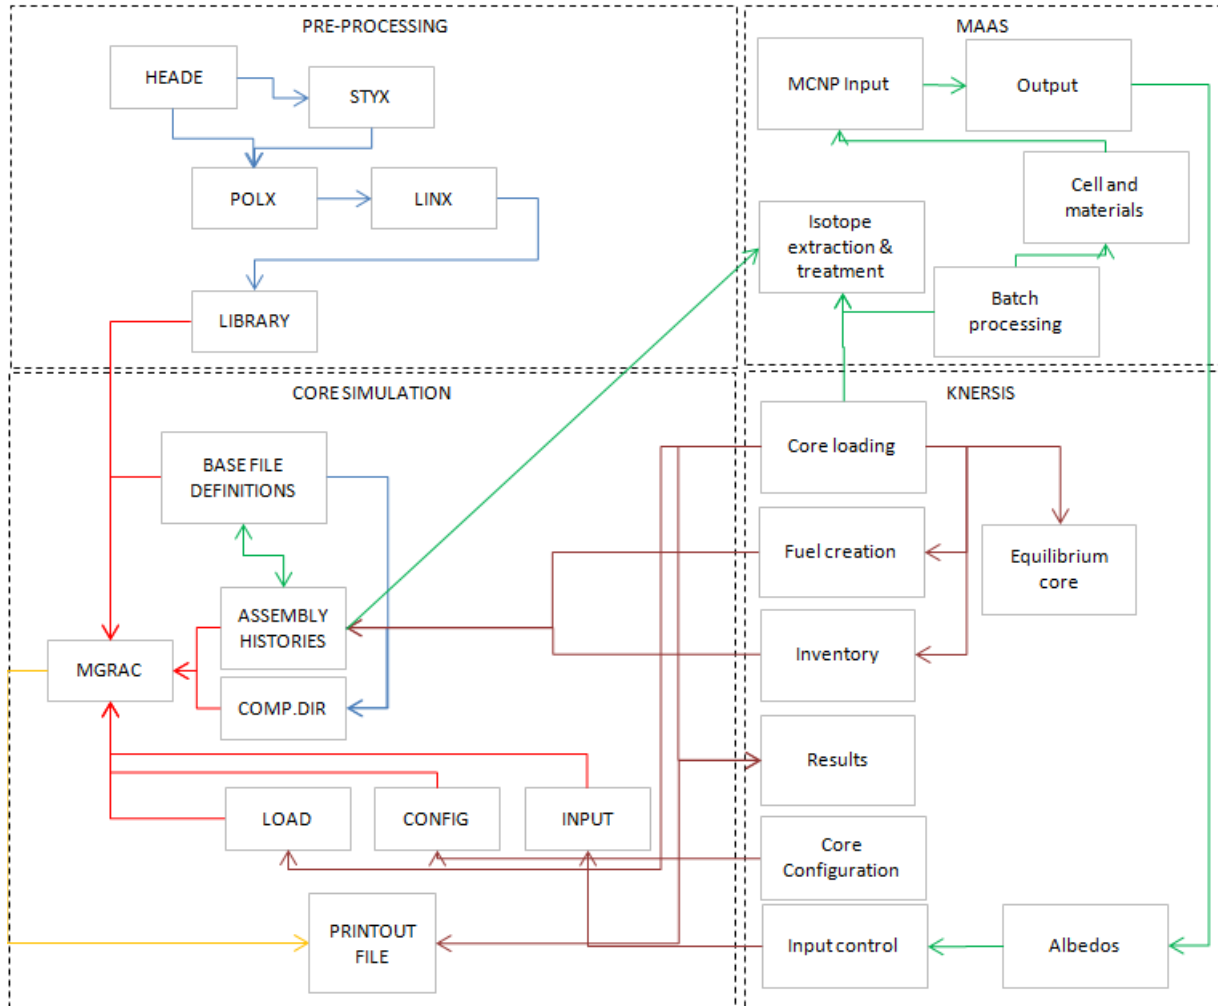 PRE-PROCESSING
HEADE
STYX
POLX
LINX
LIBRARY
MAAS
MCNP Input
Output
Cell and
materials
Isotope
extraction &
treatment
Batch
processing
CORE SIMULATION
BASE FILE
DEFINITIONS
ASSEMBLY
HISTORIES
MGRAC
COMP.DIR
LOAD
CONFIG
INPUT
PRINTOUT
FILE
KNERSIS
Core loading
Fuel creation
Equilibrium
core
Inventory
Results
Core
Configuration
Input control
Albedos